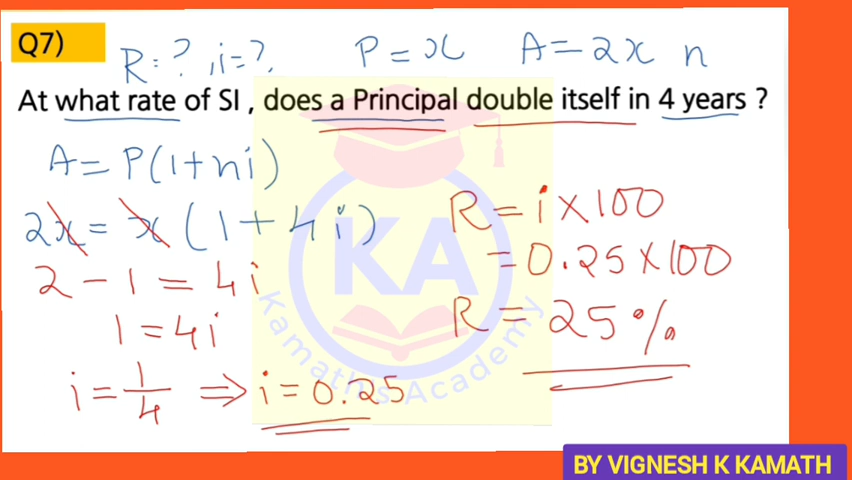 Q7)
R=? , i=? P=x A=2x n
At what rate of SI , does a Principal double itself in 4 years ?
A=P(1+ni)
2x=x(1+4i)
2-1=4i
1=4i
i=1/4 ⇒ i=0.25
R=i×100
=0.25×100
R=25%
KA
Kamath's Academy
BY VIGNESH K KAMATH